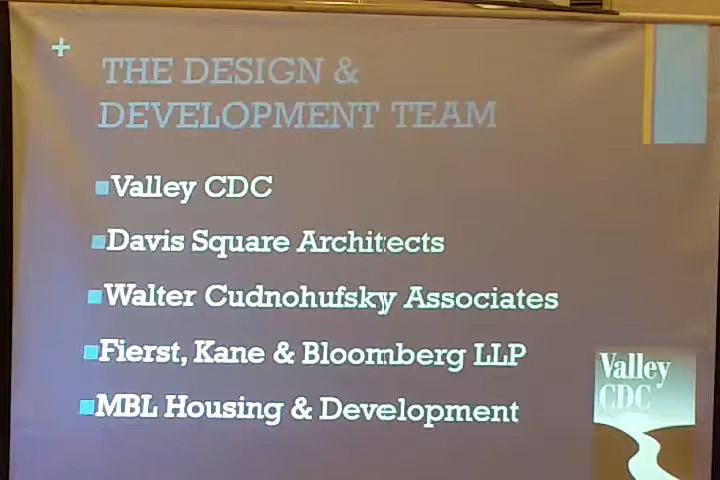 +
THE DESIGN &
DEVELOPMENT TEAM
Valley CDC
Davis Square Architects
Walter Cudnohufsky Associates
Fierst, Kane & Bloomberg LLP
MBL Housing & Development
Valley
CDC